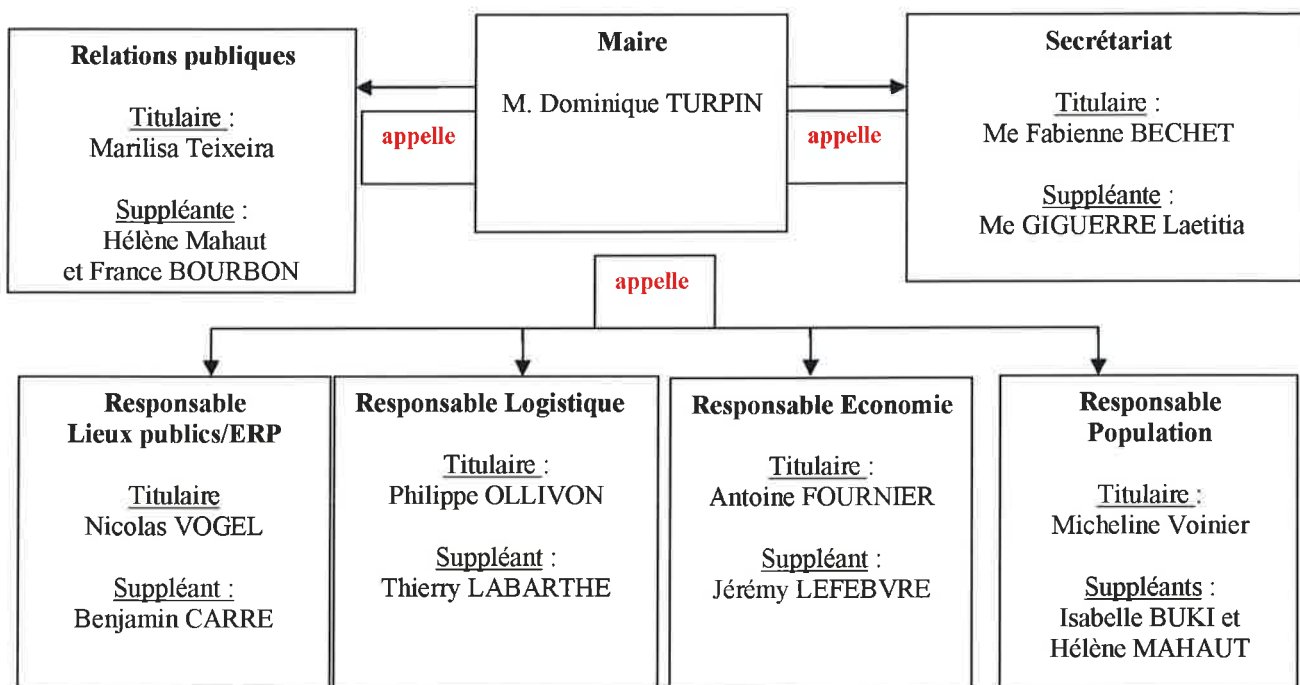 Relations publiques
Titulaire :
Marilisa Teixeira
Suppléante :
Hélène Mahaut
et France BOURBON
appelle
Maire
M. Dominique TURPIN
appelle
Secrétariat
Titulaire :
Me Fabienne BECHET
Suppléante :
Me GIGUERRE Laetitia
appelle
Responsable
Lieux publics/ERP
Titulaire
Nicolas VOGEL
Suppléant :
Benjamin CARRE
Responsable Logistique
Titulaire :
Philippe OLLIVON
Suppléant :
Thierry LABARTHE
Responsable Economie
Titulaire :
Antoine FOURNIER
Suppléant :
Jérémy LEFEBVRE
Responsable
Population
Titulaire :
Micheline Voinier
Suppléants :
Isabelle BUKI et
Hélène MAHAUT